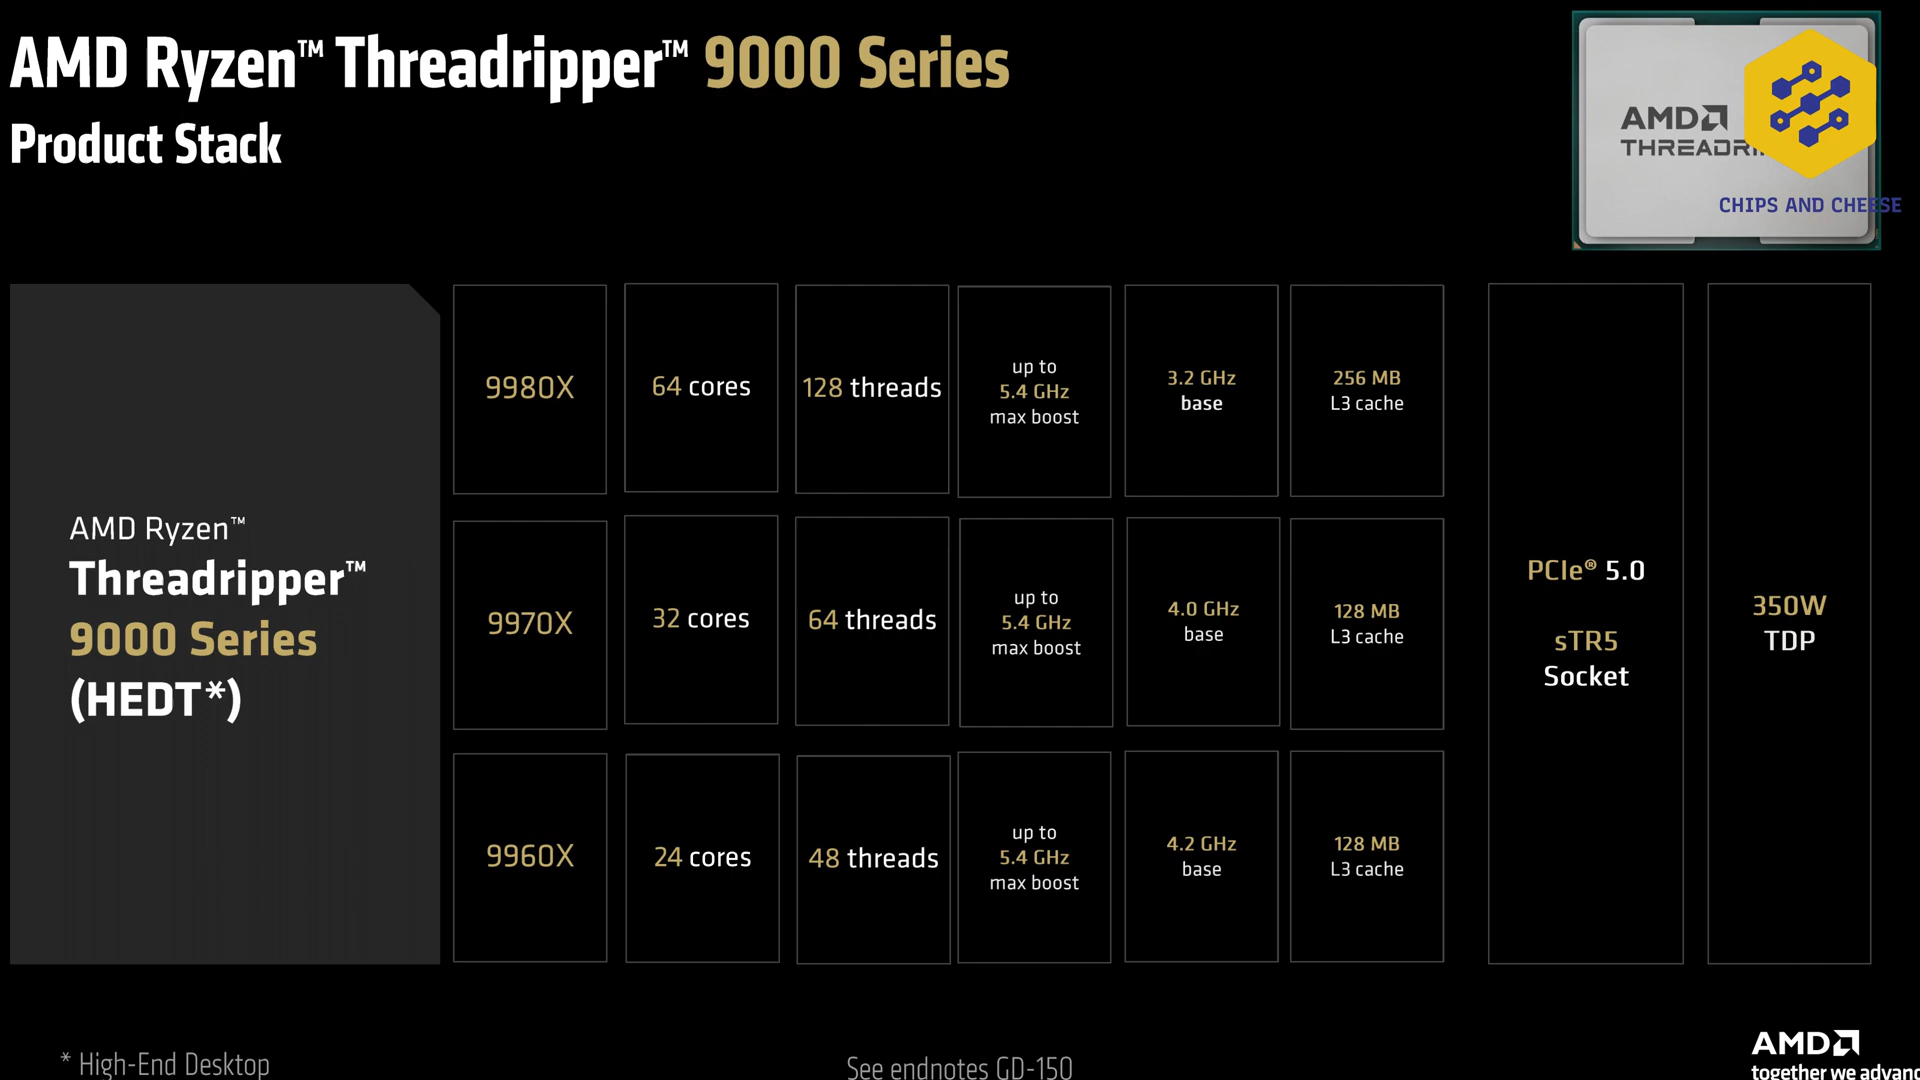 AMD Ryzen™ Threadripper™ 9000 Series
Product Stack
AMD
THREADRI
CHIPS AND CHEESE
AMD Ryzen™
Threadripper™
9000 Series
(HEDT*)
9980X
64 cores
128 threads
up to
5.4 GHz
max boost
3.2 GHz
base
256 MB
L3 cache
9970X
32 cores
64 threads
up to
5.4 GHz
max boost
4.0 GHz
base
128 MB
L3 cache
9960X
24 cores
48 threads
up to
5.4 GHz
max boost
4.2 GHz
base
128 MB
L3 cache
PCIe® 5.0
sTR5
Socket
350W
TDP
* High-End Desktop
See endnotes GD-150
AMD
together we advanc